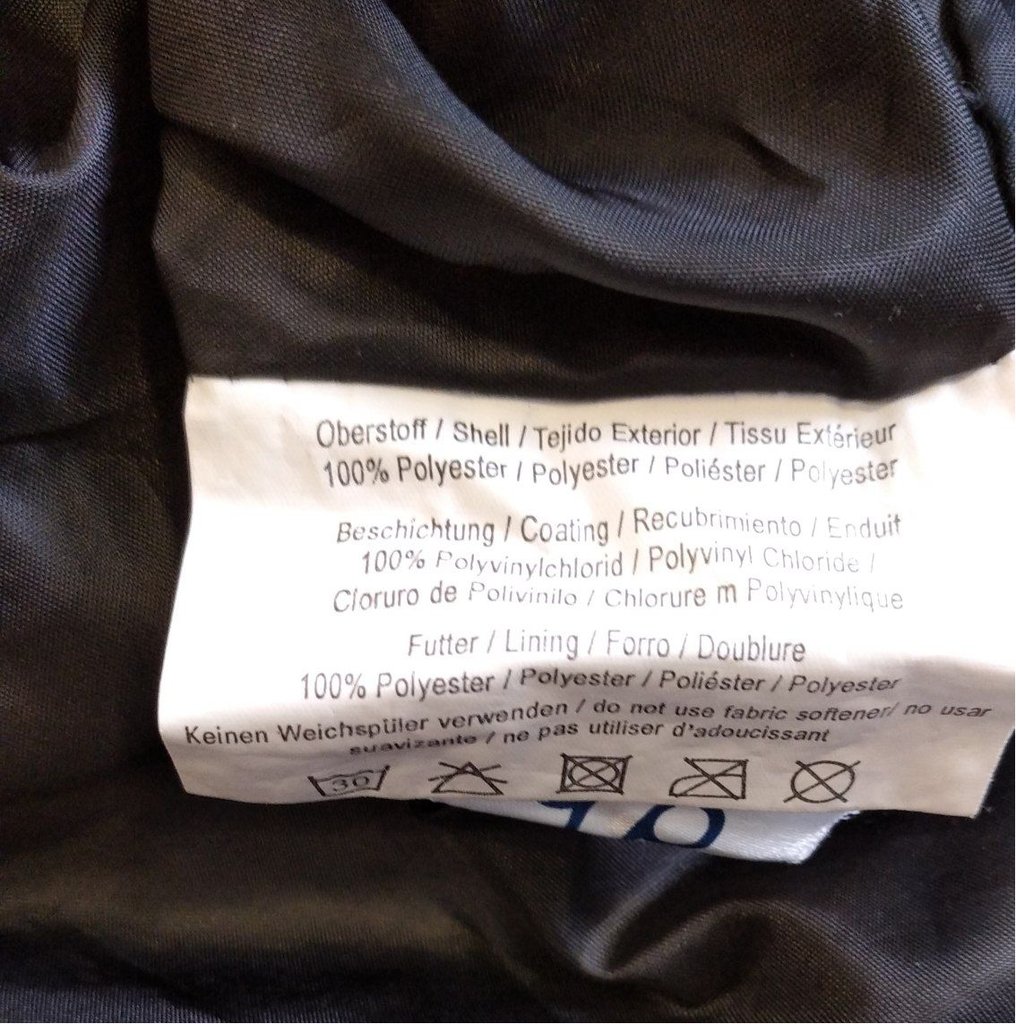 Oberstoff / Shell / Tejido Exterior / Tissu Extérieur
100% Polyester / Polyester / Poliéster / Polyester
Beschichtung / Coating / Recubrimiento / Enduit
100% Polyvinylchlorid / Polyvinyl Chloride /
Cloruro de Polivinilo / Chlorure m Polyvinylique
Futter / Lining / Forro / Doublure
100% Polyester / Polyester / Poliéster / Polyester
Keinen Weichspüler verwenden / do not use fabric softener/ no usar
suavizante / ne pas utiliser d'adoucissant
30